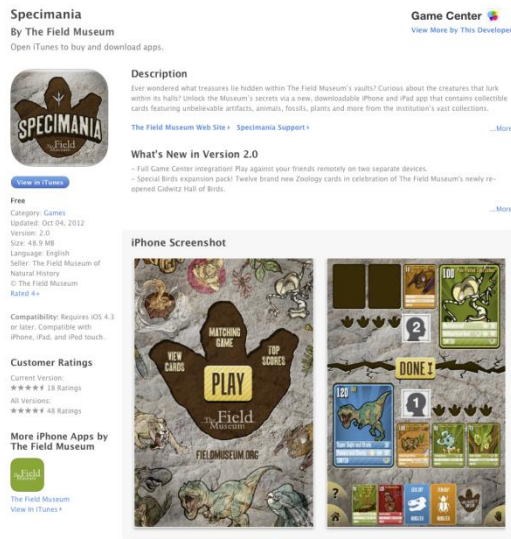 Specimania
By The Field Museum
Open iTunes to buy and download apps.
Game Center
View More by This Developer
SPECIMANIA
The Field Museum
View in iTunes
Free
Category: Games
Updated: Oct 04, 2012
Version: 2.0
Size: 48.9 MB
Language: English
Seller: The Field Museum of
Natural History
© The Field Museum
Rated 4+
Compatibility: Requires iOS 4.3
or later. Compatible with
iPhone, iPad, and iPod touch.
Customer Ratings
Current Version:
18 Ratings
All Versions:
48 Ratings
More iPhone Apps by
The Field Museum
The Field
The Field Museum
View In iTunes
Description
Ever wondered what treasures lie hidden within The Field Museum's vaults? Curious about the creatures that lurk
within its halls? Unlock the Museum's secrets via a new, downloadable iPhone and iPad app that contains collectible
cards featuring unbelievable artifacts, animals, fossils, plants and more from the institution's vast collections.
The Field Museum Web Site Specimania Support
...More
What's New in Version 2.0
- Full Game Center integration! Play against your friends remotely on two separate devices.
- Special Birds expansion pack! Twelve brand new Zoology cards in celebration of The Field Museum's newly re-
opened Gidwitz Hall of Birds.
...More
iPhone Screenshot
MATCHING
GAME
VIEW
CARDS
TOP
SCORES
PLAY
The Field
Museum
FIELDMUSEUM.ORG
100
2
DONE!
120
1
?